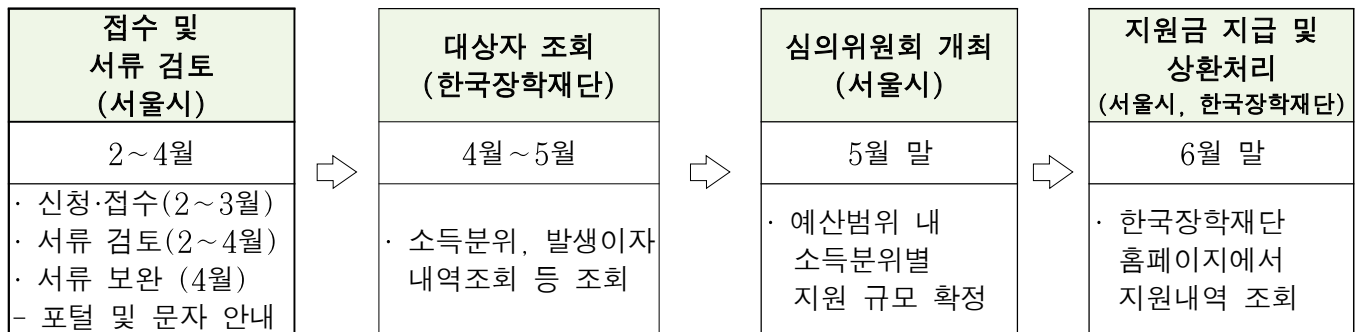 접수 및
서류 검토
(서울시)
2~4월
· 신청·접수(2~3월)
· 서류 검토(2~4월)
· 서류 보완 (4월)
- 포털 및 문자 안내
대상자 조회
(한국장학재단)
4월~5월
· 소득분위, 발생이자
내역조회 등 조회
심의위원회 개최
(서울시)
5월 말
· 예산범위 내
소득분위별
지원 규모 확정
지원금 지급 및
상환처리
(서울시, 한국장학재단)
6월 말
· 한국장학재단
홈페이지에서
지원내역 조회